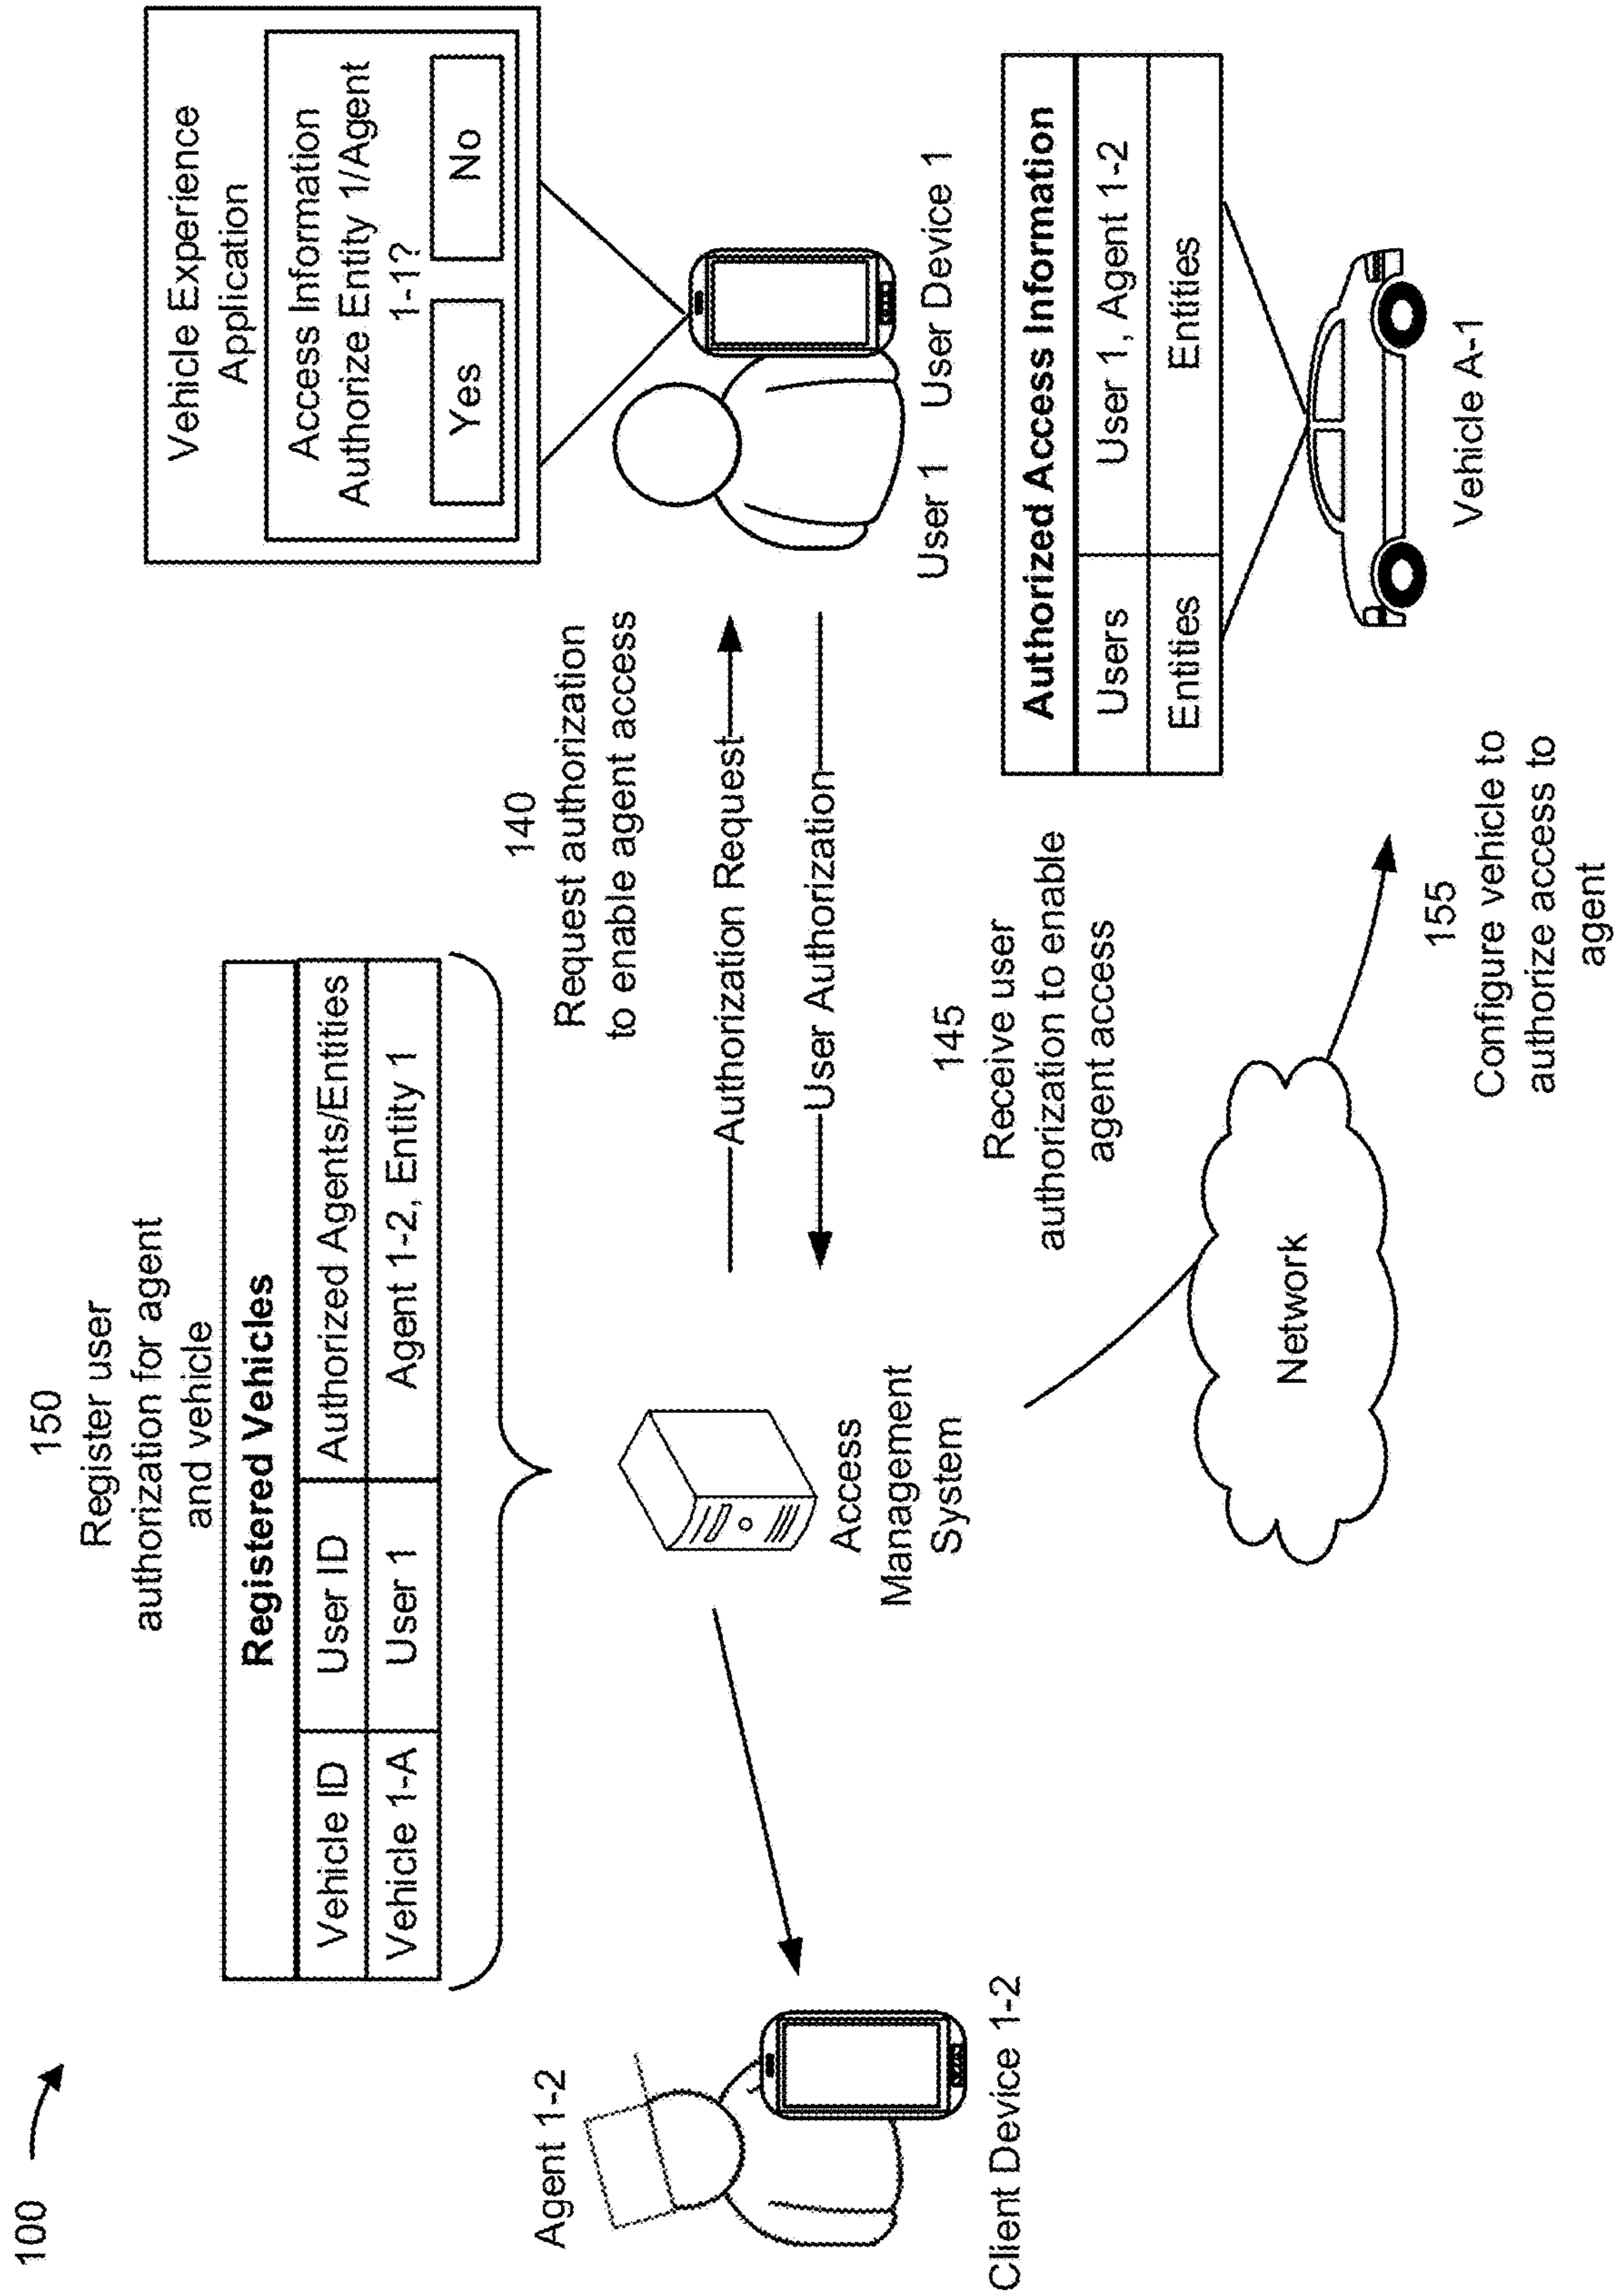 100
150
Register user
authorization for agent
and vehicle
Registered Vehicles
Vehicle ID
User ID
Authorized Agents/Entities
Vehicle 1-A
User 1
Agent 1-2, Entity 1
Vehicle Experience
Application
Access Information
Authorize Entity 1/Agent
1-1?
Yes
No
140
Request authorization
to enable agent access
Authorization Request
User Authorization
User 1
User Device 1
Agent 1-2
Client Device 1-2
Access
Management
System
145
Receive user
authorization to enable
agent access
Authorized Access Information
Users
User 1, Agent 1-2
Entities
Entities
Network
Vehicle A-1
155
Configure vehicle to
authorize access to
agent